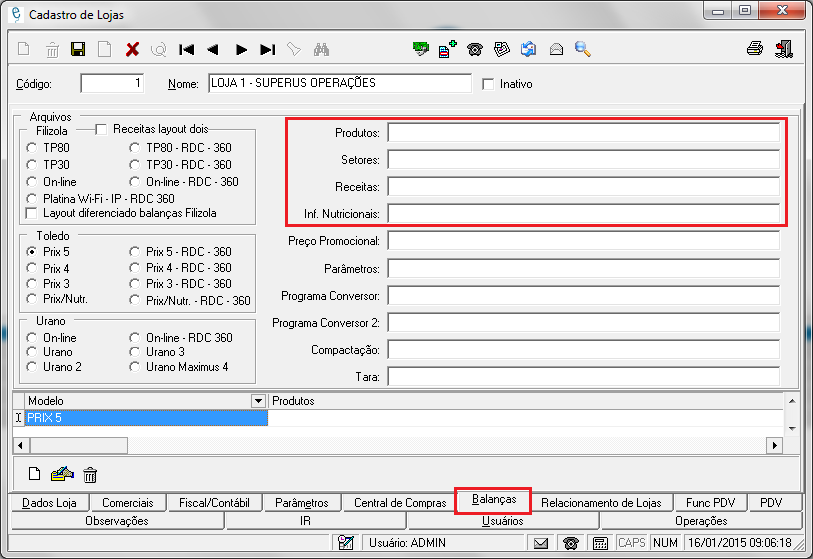 Cadastro de Lojas
Código: 1 Nome: LOJA 1 - SUPERUS OPERAÇÕES Inativo
Arquivos
Filizola Receitas layout dois
TP80 TP80 - RDC - 360
TP30 TP30 - RDC - 360
On-line On-line - RDC - 360
Platina Wi-Fi - IP - RDC 360
Layout diferenciado balanças Filizola
Toledo
Prix 5 Prix 5 - RDC - 360
Prix 4 Prix 4 - RDC - 360
Prix 3 Prix 3 - RDC - 360
Prix/Nutr. Prix/Nutr. - RDC - 360
Urano
On-line On-line - RDC 360
Urano Urano 3
Urano 2 Urano Maximus 4
Produtos:
Setores:
Receitas:
Inf. Nutricionais:
Preço Promocional:
Parâmetros:
Programa Conversor:
Programa Conversor 2:
Compactação:
Tara:
Modelo Produtos
PRIX 5
Dados Loja Comerciais Fiscal/Contábil Parâmetros Central de Compras Balanças Relacionamento de Lojas Func PDV PDV
Observações IR Usuários Operações
Usuário: ADMIN CAPS NUM 16/01/2015 09:06:18